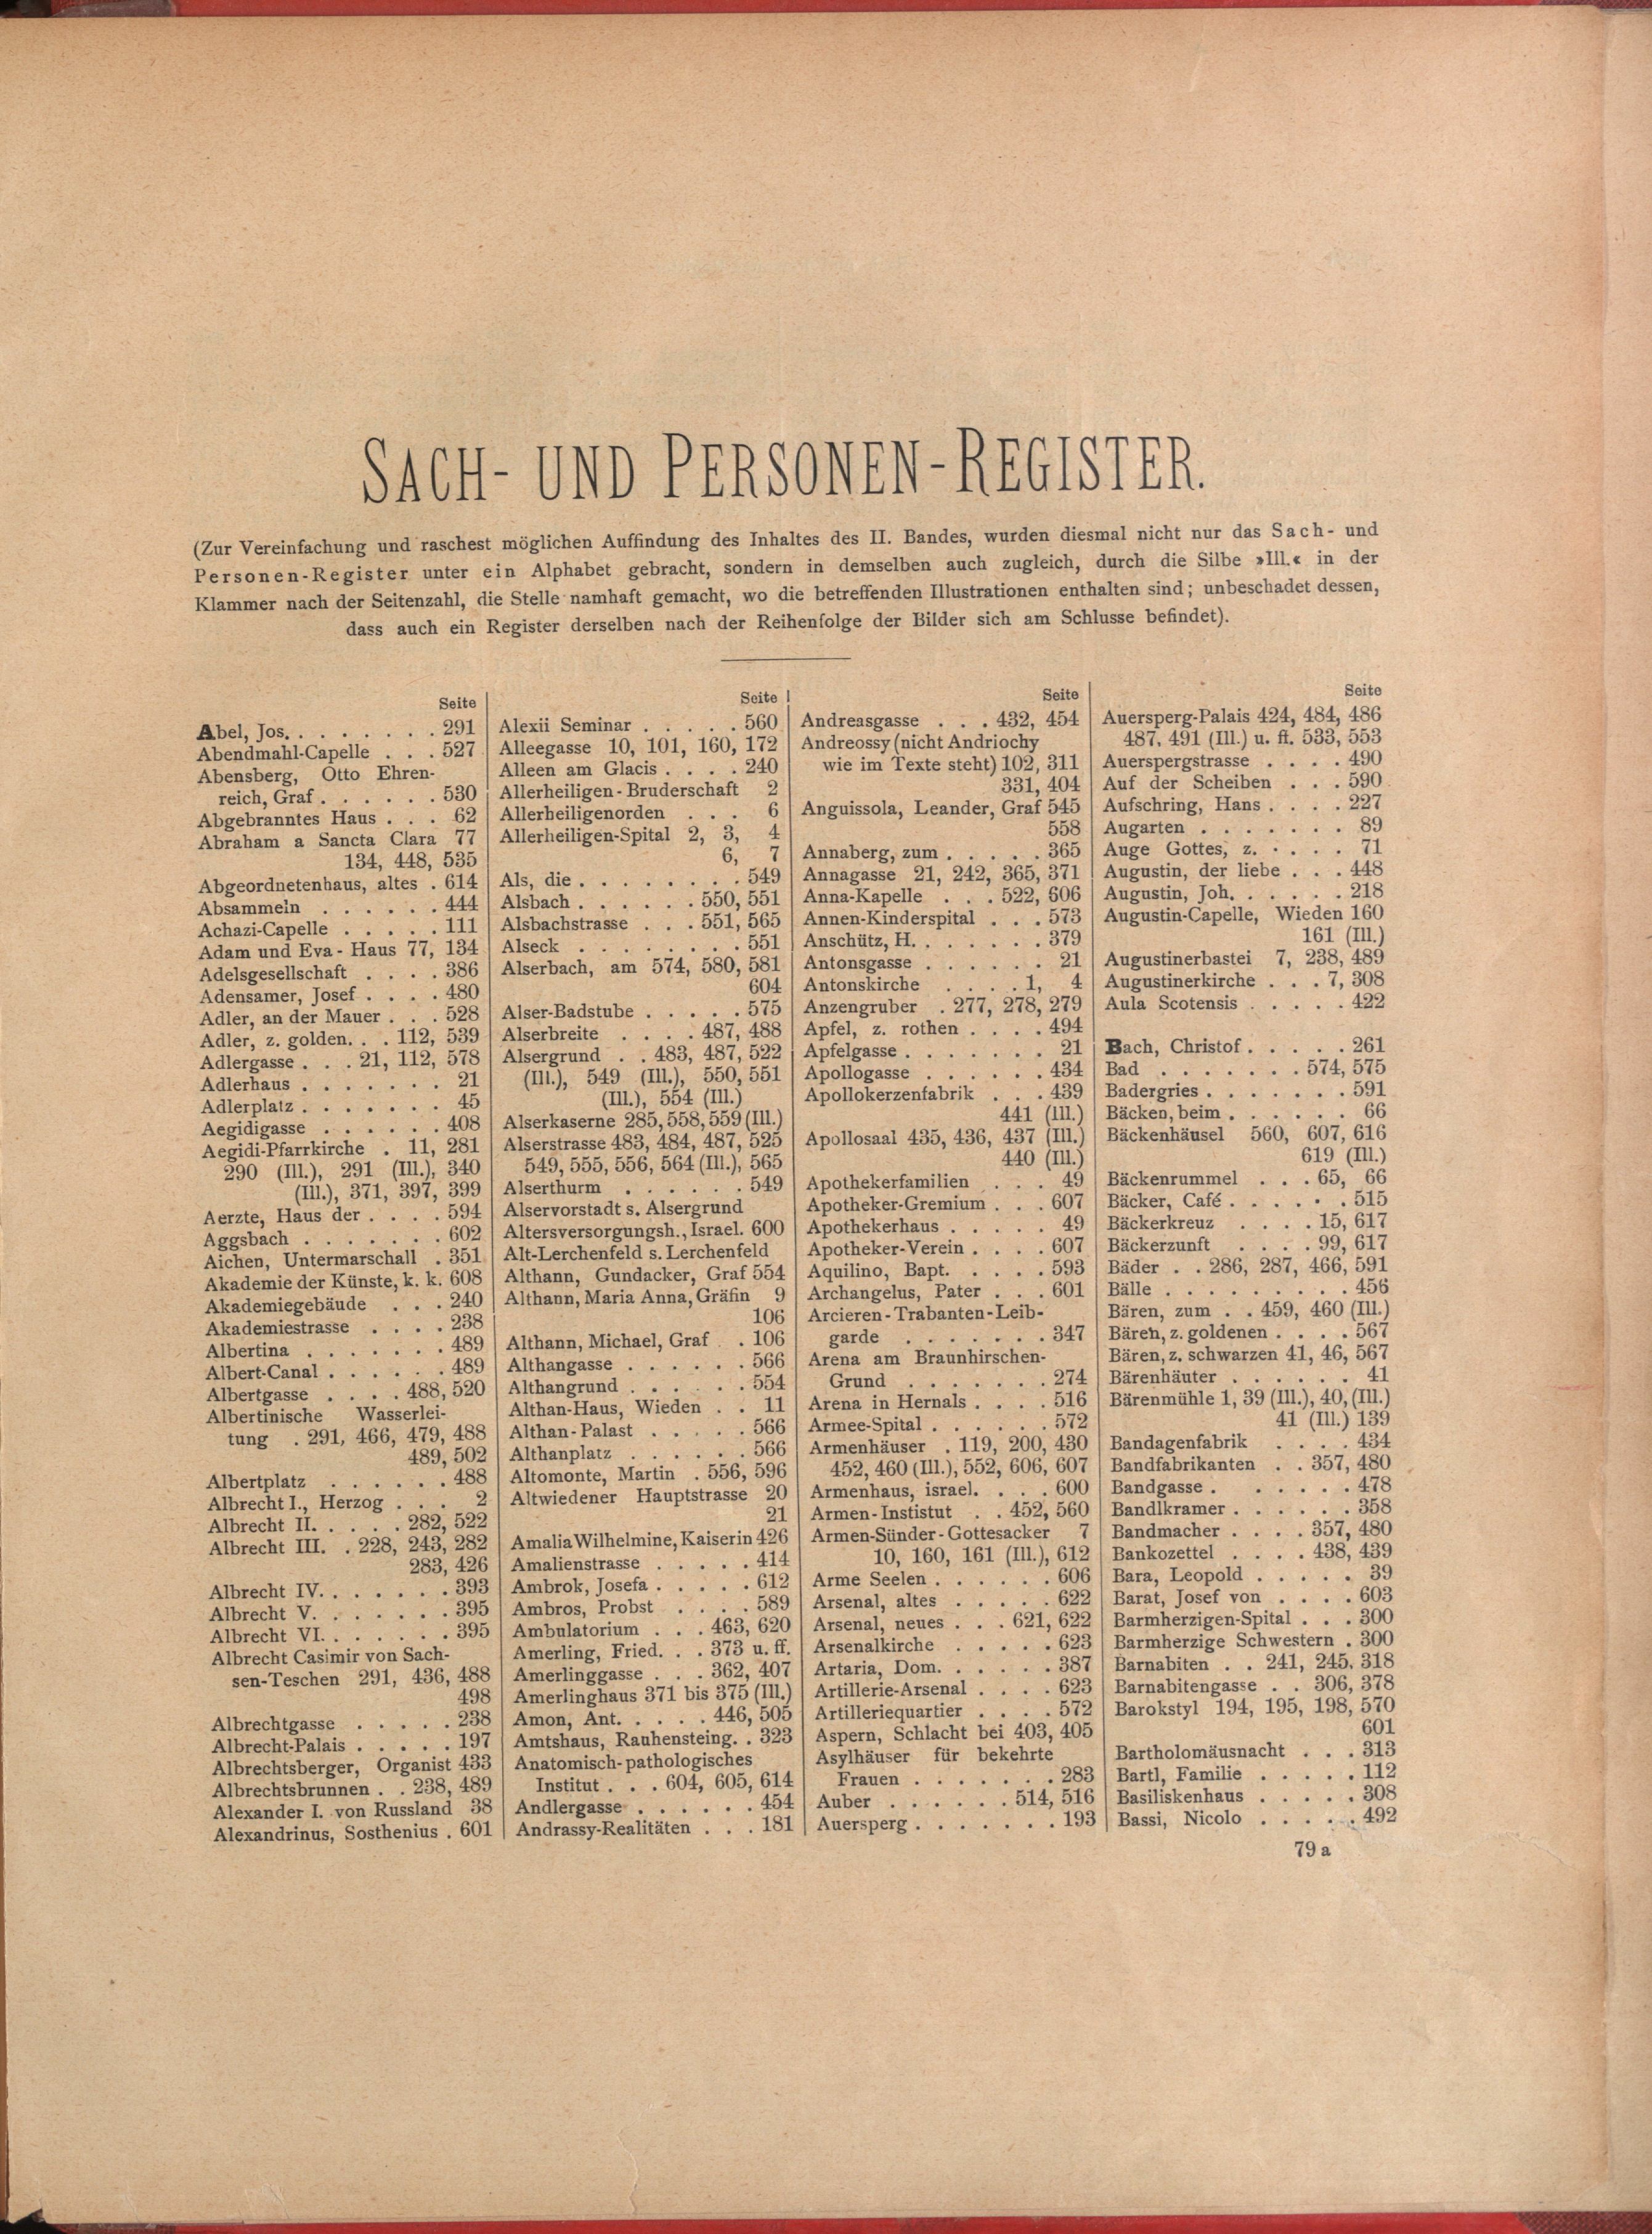 SACH- UND PERSONEN-REGISTER.
(Zur Vereinfachung und raschest möglichen Auffindung des Inhaltes des II. Bandes, wurden diesmal nicht nur das Sach- und
Personen-Register unter ein Alphabet gebracht, sondern in demselben auch zugleich, durch die Silbe »Ill.« in der
Klammer nach der Seitenzahl, die Stelle namhaft gemacht, wo die betreffenden Illustrationen enthalten sind; unbeschadet dessen,
dass auch ein Register derselben nach der Reihenfolge der Bilder sich am Schlusse befindet).
Seite
Abel, Jos. . . . . . . . 291
Abendmahl-Capelle . . . 527
Abensberg, Otto Ehren-
reich, Graf . . . . . . 530
Abgebranntes Haus . . . 62
Abraham a Sancta Clara 77
134, 448, 535
Abgeordnetenhaus, altes . 614
Absammeln . . . . . . 444
Achazi-Capelle . . . . . 111
Adam und Eva-Haus 77, 134
Adelsgesellschaft . . . . 386
Adensamer, Josef . . . . 480
Adler, an der Mauer . . . 528
Adler, z. golden. . . 112, 539
Adlergasse . . . 21, 112, 578
Adlerhaus . . . . . . . 21
Adlerplatz . . . . . . . 45
Aegidigasse . . . . . . 408
Aegidi-Pfarrkirche . 11, 281
290 (Ill.), 291 (Ill.), 340
(Ill.), 371, 397, 399
Aerzte, Haus der . . . . 594
Aggsbach . . . . . . . 602
Aichen, Untermarschall . 351
Akademie der Künste, k. k. 608
Akademiegebäude . . . 240
Akademiestrasse . . . . 238
Albertina . . . . . . . 489
Albert-Canal . . . . . . 489
Albertgasse . . . . 488, 520
Albertinische Wasserlei-
tung . 291, 466, 479, 488
489, 502
Albertplatz . . . . . . 488
Albrecht I., Herzog . . . 2
Albrecht II. . . . . 282, 522
Albrecht III. . 228, 243, 282
283, 426
Albrecht IV. . . . . . . 393
Albrecht V. . . . . . . 395
Albrecht VI. . . . . . . 395
Albrecht Casimir von Sach-
sen-Teschen 291, 436, 488
498
Albrechtgasse . . . . . 238
Albrecht-Palais . . . . . 197
Albrechtsberger, Organist 433
Albrechtsbrunnen . . 238, 489
Alexander I. von Russland 38
Alexandrinus, Sosthenius . 601
Seite
Alexii Seminar . . . . . 560
Alleegasse 10, 101, 160, 172
Alleen am Glacis . . . . 240
Allerheiligen-Bruderschaft 2
Allerheiligenorden . . . 6
Allerheiligen-Spital 2, 3, 4
6, 7
Als, die . . . . . . . . 549
Alsbach . . . . . . 550, 551
Alsbachstrasse . . . 551, 565
Alseck . . . . . . . . 551
Alserbach, am 574, 580, 581
604
Alser-Badstube . . . . . 575
Alserbreite . . . . 487, 488
Alsergrund . . 483, 487, 522
(Ill.), 549 (Ill.), 550, 551
(Ill.), 554 (Ill.)
Alserkaserne 285, 558, 559 (Ill.)
Alserstrasse 483, 484, 487, 525
549, 555, 556, 564 (Ill.), 565
Alserthurm . . . . . . 549
Alservorstadt s. Alsergrund
Altersversorgungsh., Israel. 600
Alt-Lerchenfeld s. Lerchenfeld
Althann, Gundacker, Graf 554
Althann, Maria Anna, Gräfin 9
106
Althann, Michael, Graf . 106
Althangasse . . . . . . 566
Althangrund . . . . . . 554
Althan-Haus, Wieden . . 11
Althan-Palast . . . . . 566
Althanplatz . . . . . . 566
Altomonte, Martin . 556, 596
Altwiedener Hauptstrasse 20
21
Amalia Wilhelmine, Kaiserin 426
Amalienstrasse . . . . . 414
Ambrok, Josefa . . . . . 612
Ambros, Probst . . . . 589
Ambulatorium . . . 463, 620
Amerling, Fried. . . 373 u. ff.
Amerlinggasse . . . 362, 407
Amerlinghaus 371 bis 375 (Ill.)
Amon, Ant. . . . . 446, 505
Amtshaus, Rauhensteing. . 323
Anatomisch-pathologisches
Institut . . . 604, 605, 614
Andlergasse . . . . . . 454
Andrassy-Realitäten . . . 181
Seite
Andreasgasse . . . 432, 454
Andreossy (nicht Andriochy
wie im Texte steht) 102, 311
331, 404
Anguissola, Leander, Graf 545
558
Annaberg, zum . . . . . 365
Annagasse 21, 242, 365, 371
Anna-Kapelle . . . 522, 606
Annen-Kinderspital . . . 573
Anschütz, H. . . . . . . 379
Antonsgasse . . . . . . 21
Antonskirche . . . . 1, 4
Anzengruber . 277, 278, 279
Apfel, z. rothen . . . . 494
Apfelgasse . . . . . . . 21
Apollogasse . . . . . . 434
Apollokerzenfabrik . . . 439
441 (Ill.)
Apollosaal 435, 436, 437 (Ill.)
440 (Ill.)
Apothekerfamilien . . . 49
Apotheker-Gremium . . . 607
Apothekerhaus . . . . . 49
Apotheker-Verein . . . . 607
Aquilino, Bapt. . . . . 593
Archangelus, Pater . . . 601
Arcieren-Trabanten-Leib-
garde . . . . . . . 347
Arena am Braunhirschen-
Grund . . . . . . . 274
Arena in Hernals . . . . 516
Armee-Spital . . . . . . 572
Armenhäuser . 119, 200, 430
452, 460 (Ill.), 552, 606, 607
Armenhaus, israel. . . . 600
Armen-Instistut . . 452, 560
Armen-Sünder-Gottesacker 7
10, 160, 161 (Ill.), 612
Arme Seelen . . . . . . 606
Arsenal, altes . . . . . 622
Arsenal, neues . . . 621, 622
Arsenalkirche . . . . . 623
Artaria, Dom. . . . . . 387
Artillerie-Arsenal . . . . 623
Artilleriequartier . . . . 572
Aspern, Schlacht bei 403, 405
Asylhäuser für bekehrte
Frauen . . . . . . . 283
Auber . . . . . . 514, 516
Auersperg . . . . . . . 193
Seite
Auersperg-Palais 424, 484, 486
487, 491 (Ill.) u. ff. 533, 553
Auerspergstrasse . . . . 490
Auf der Scheiben . . . 590
Aufschring, Hans . . . . 227
Augarten . . . . . . . 89
Auge Gottes, z. . . . . 71
Augustin, der liebe . . . 448
Augustin, Joh. . . . . . 218
Augustin-Capelle, Wieden 160
161 (Ill.)
Augustinerbastei 7, 238, 489
Augustinerkirche . . . 7, 308
Aula Scotensis . . . . . 422
Bach, Christof . . . . . 261
Bad . . . . . . . 574, 575
Badergries . . . . . . . 591
Bäcken, beim . . . . . . 66
Bäckenhäusel 560, 607, 616
619 (Ill.)
Bäckenrummel . . . 65, 66
Bäcker, Café . . . . . . 515
Bäckerkreuz . . . . 15, 617
Bäckerzunft . . . . 99, 617
Bäder . . 286, 287, 466, 591
Bälle . . . . . . . . . 456
Bären, zum . . 459, 460 (Ill.)
Bären, z. goldenen . . . . 567
Bären, z. schwarzen 41, 46, 567
Bärenhäuter . . . . . . 41
Bärenmühle 1, 39 (Ill.), 40, (Ill.)
41 (Ill.) 139
Bandagenfabrik . . . . 434
Bandfabrikanten . . 357, 480
Bandgasse . . . . . . 478
Bandlkramer . . . . . . 358
Bandmacher . . . . 357, 480
Bankozettel . . . . 438, 439
Bara, Leopold . . . . . 39
Barat, Josef von . . . . 603
Barmherzigen-Spital . . . 300
Barmherzige Schwestern . 300
Barnabiten . . 241, 245, 318
Barnabitengasse . . 306, 378
Barokstyl 194, 195, 198, 570
601
Bartholomäusnacht . . . 313
Bartl, Familie . . . . . 112
Basiliskenhaus . . . . . 308
Bassi, Nicolo . . . . . 492
79 a